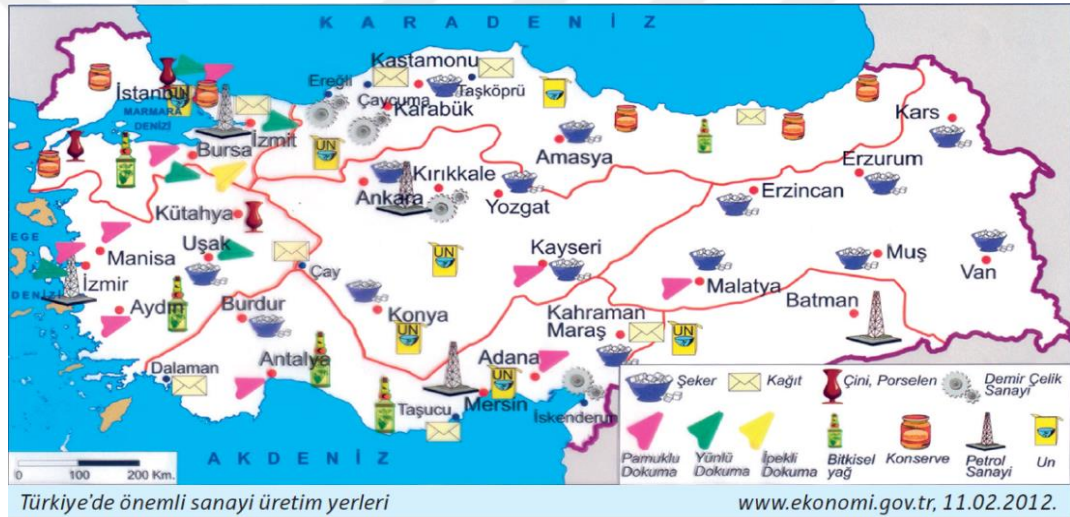 KARADENİZ
Kastamonu
Ereğli
Taşköprü
Çaycuma
Karabük
İstanbul
MARMARA
DENİZİ
İzmit
Bursa
UN
Kars
Amasya
Erzurum
Kırıkkale
Ankara
Yozgat
Erzincan
Kütahya
EGE
DENİZİ
Manisa
Uşak
İzmir
Çay
Kayseri
Muş
Van
UN
Malatya
Aydın
Burdur
Konya
Batman
Kahraman
Maraş
UN
Dalaman
Antalya
Adana
UN
Mersin
Taşucu
İskenderun
AKDENİZ
0 100 200 Km.
Şeker
Kağıt
Çini, Porselen
Demir Çelik
Sanayi
Pamuklu
Dokuma
Yünlü
Dokuma
İpekli
Dokuma
Bitkisel
yağ
Konserve
Petrol
Sanayi
Un
Türkiye'de önemli sanayi üretim yerleri
www.ekonomi.gov.tr, 11.02.2012.